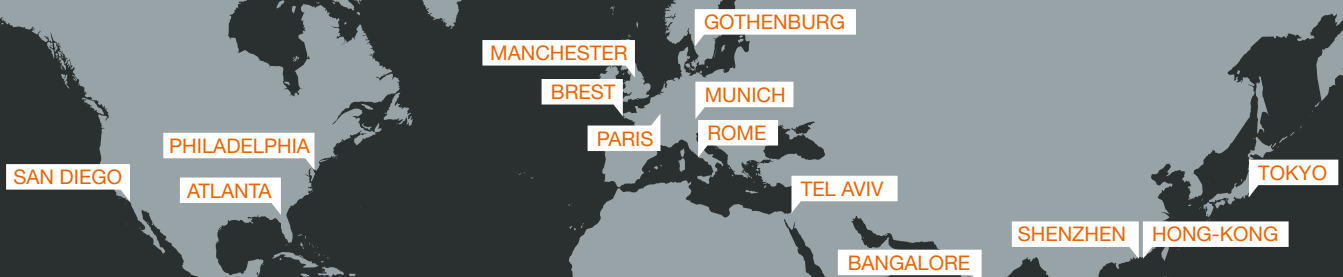 GOTHENBURG
MANCHESTER
BREST
MUNICH
PARIS
ROME
PHILADELPHIA
SAN DIEGO
ATLANTA
TEL AVIV
TOKYO
SHENZHEN
HONG-KONG
BANGALORE